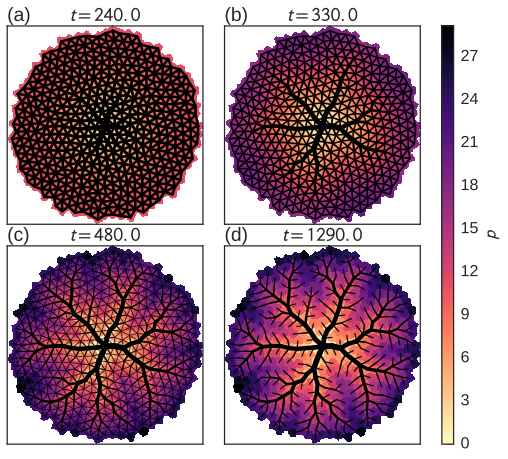 (a) t = 240.0
(b) t = 330.0
(c) t = 480.0
(d) t = 1290.0
27
24
21
18
15
12
9
6
3
0
p